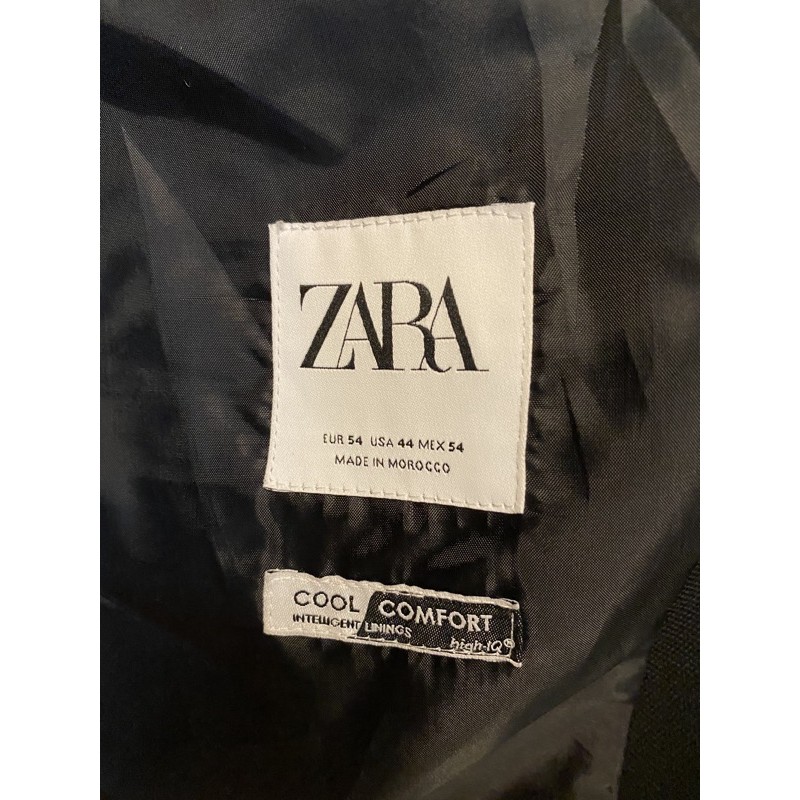 ZARA
EUR 54 USA 44 MEX 54
MADE IN MOROCCO
COOL COMFORT
INTELLIGENT LININGS
high-IQ®